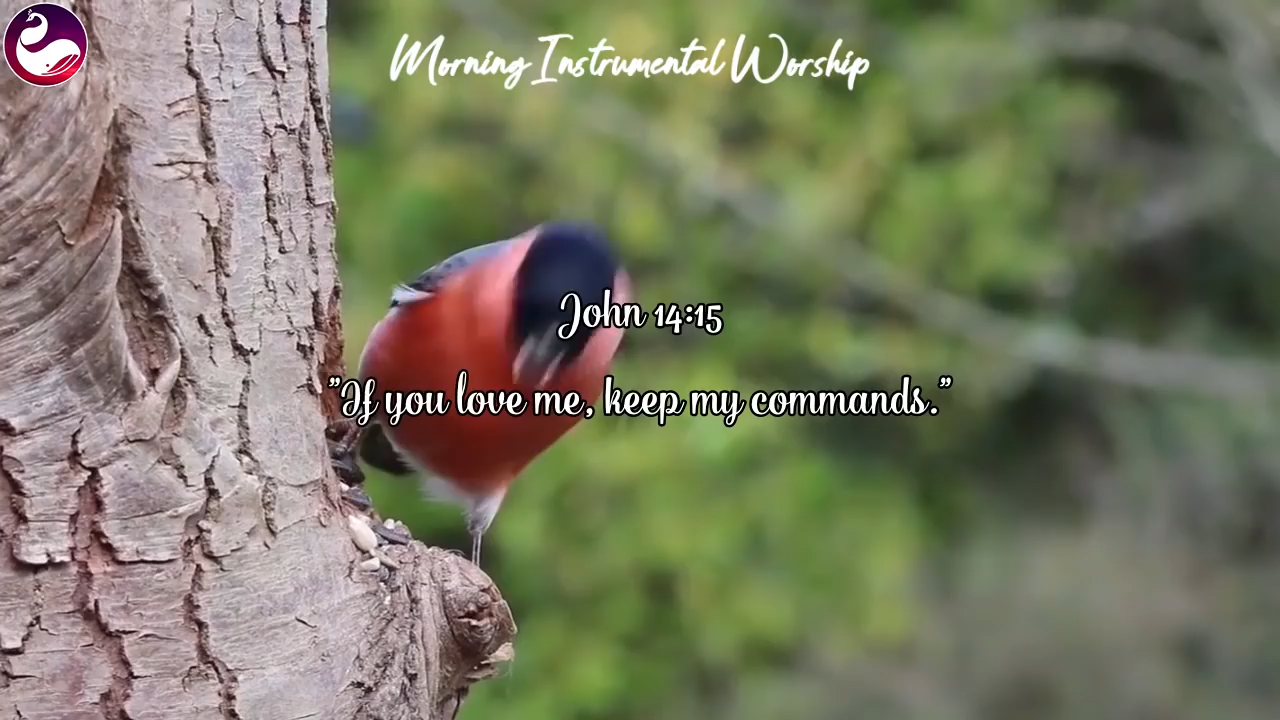 Morning Instrumental Worship
John 14:15
"If you love me, keep my commands."